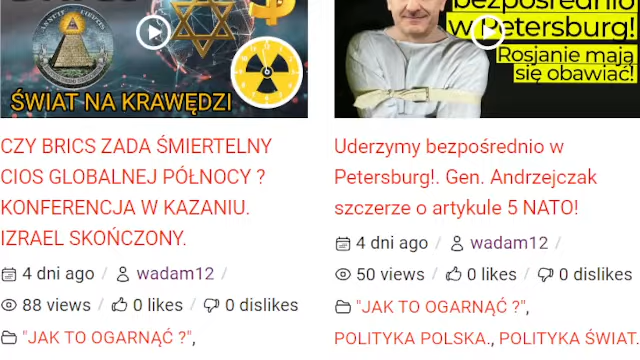 ŚWIAT NA KRAWĘDZI
CZY BRICS ZADA ŚMIERTELNY
CIOS GLOBALNEJ PÓŁNOCY ?
KONFERENCJA W KAZANIU.
IZRAEL SKOŃCZONY.
4 dni ago / wadam12 /
88 views / 0 likes / 0 dislikes
"JAK TO OGARNĄĆ ?",
bezpośrednio
w Petersburg!
Rosjanie mają
się obawiać!
Uderzymy bezpośrednio w
Petersburg!. Gen. Andrzejczak
szczerze o artykule 5 NATO!
4 dni ago / wadam12 /
50 views / 0 likes / 0 dislikes
"JAK TO OGARNĄĆ ?",
POLITYKA POLSKA., POLITYKA ŚWIAT.